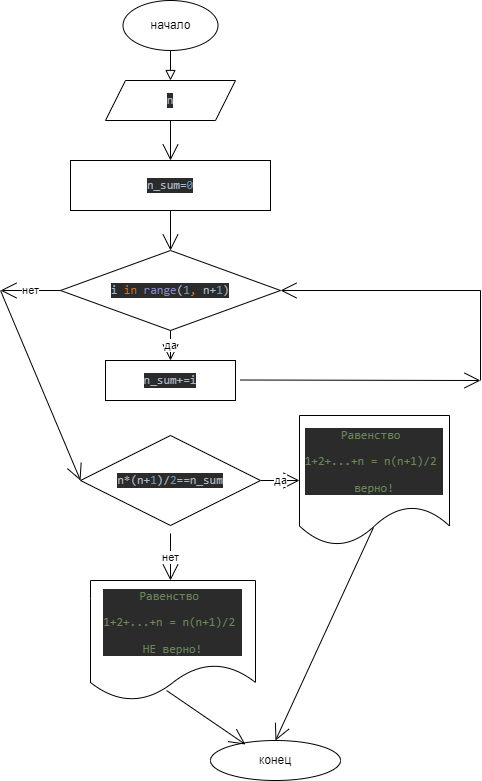 начало
n
n_sum=0
i in range(1, n+1)
нет
да
n_sum+=i
n*(n+1)/2==n_sum
да
Равенство
1+2+...+n = n(n+1)/2
верно!
нет
Равенство
1+2+...+n = n(n+1)/2
НЕ верно!
конец